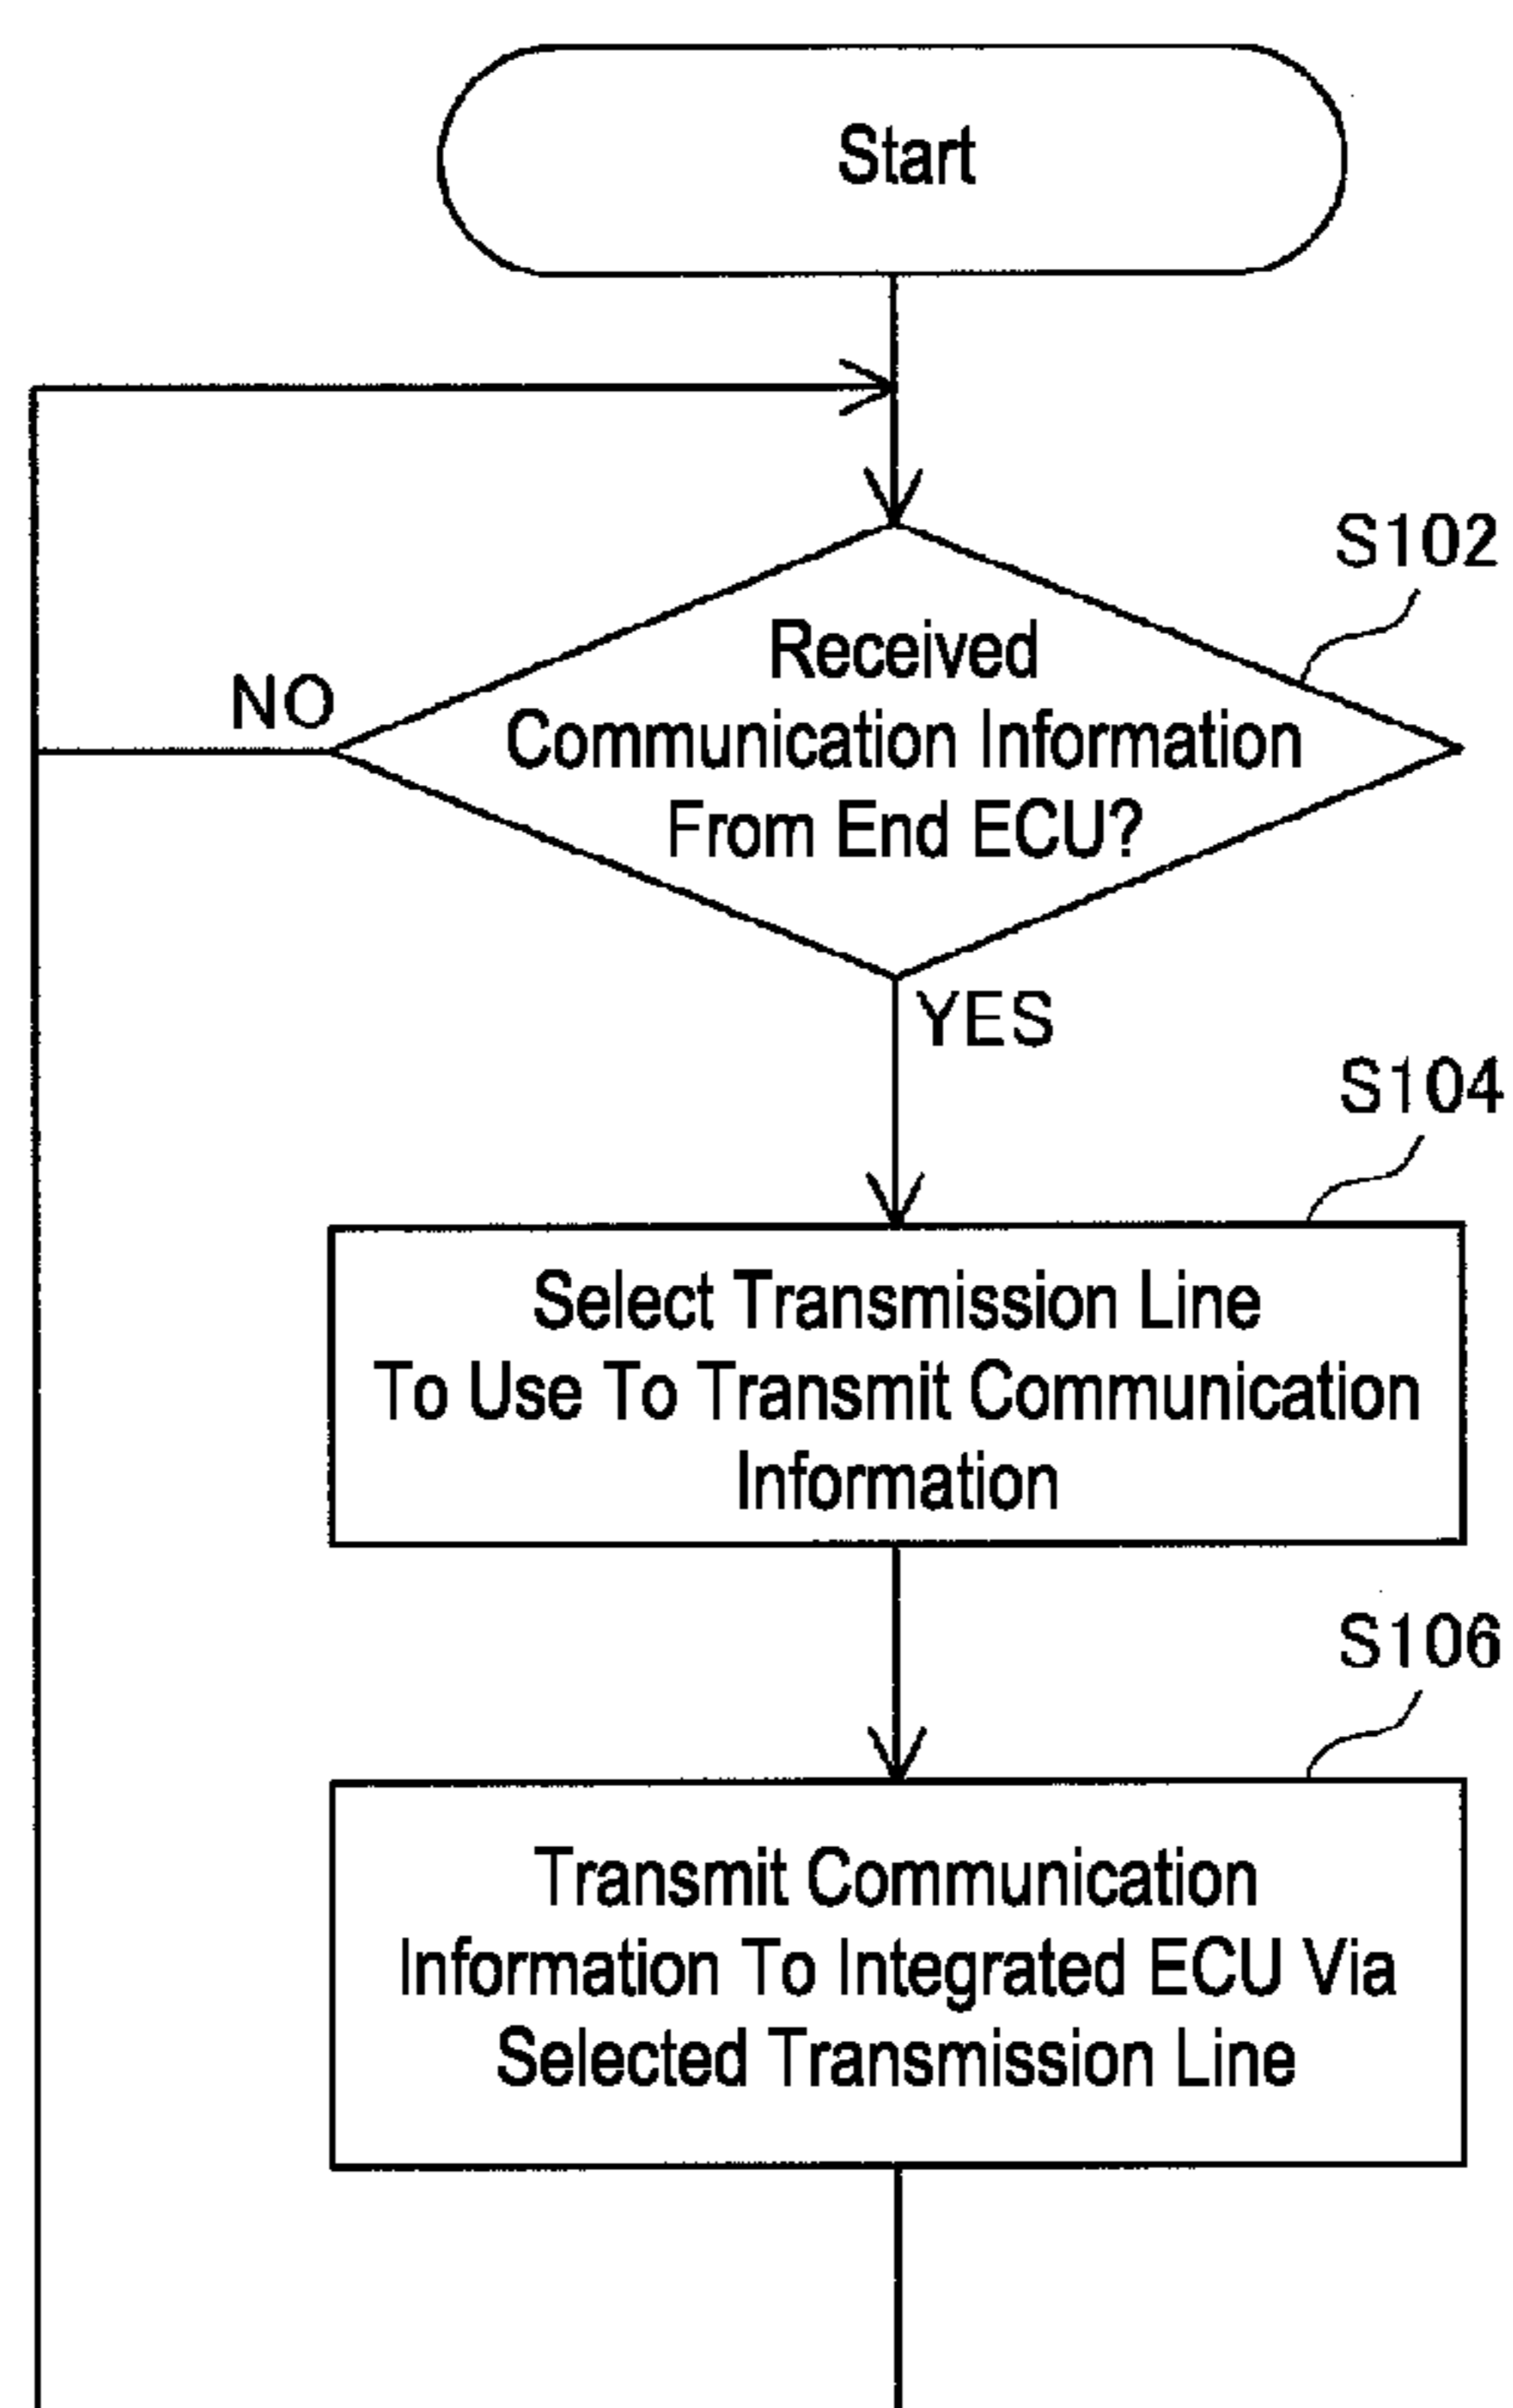 Start
S102
Received
Communication Information
From End ECU?
NO
YES
S104
Select Transmission Line
To Use To Transmit Communication
Information
S106
Transmit Communication
Information To Integrated ECU Via
Selected Transmission Line